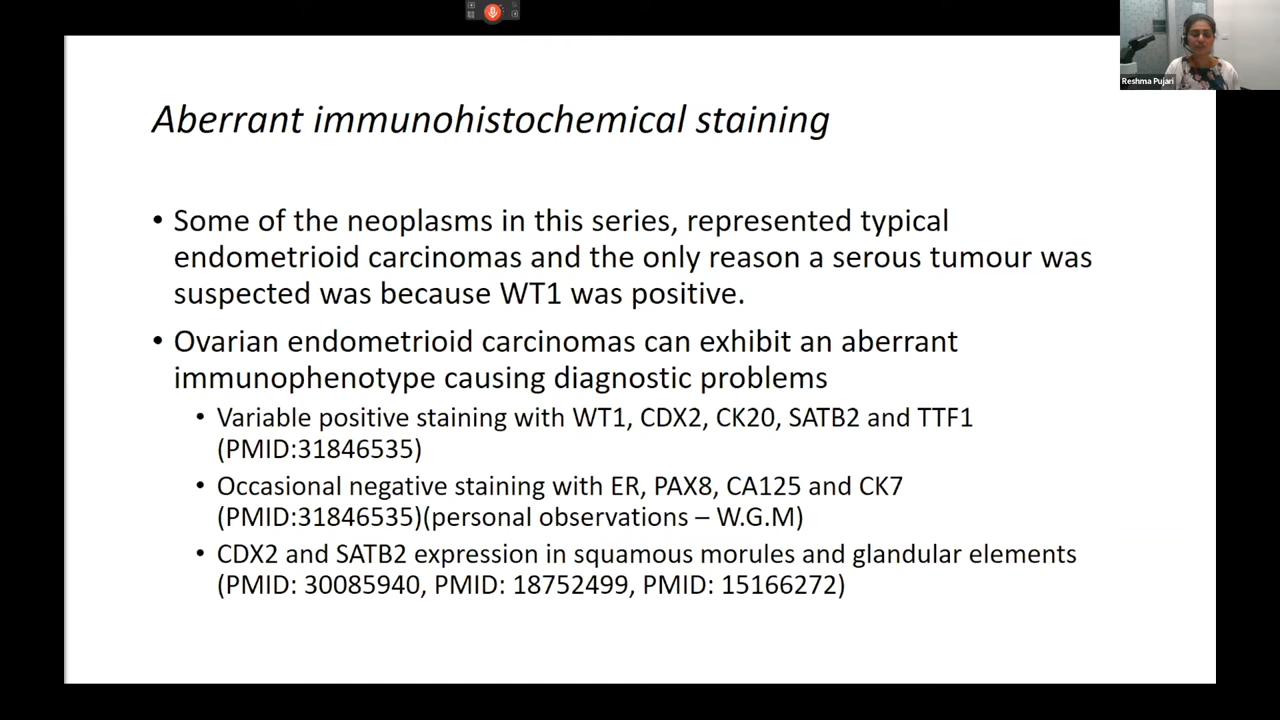 Reshma Pujari
Aberrant immunohistochemical staining
• Some of the neoplasms in this series, represented typical
endometrioid carcinomas and the only reason a serous tumour was
suspected was because WT1 was positive.
• Ovarian endometrioid carcinomas can exhibit an aberrant
immunophenotype causing diagnostic problems
• Variable positive staining with WT1, CDX2, CK20, SATB2 and TTF1
(PMID:31846535)
• Occasional negative staining with ER, PAX8, CA125 and CK7
(PMID:31846535)(personal observations – W.G.M)
• CDX2 and SATB2 expression in squamous morules and glandular elements
(PMID: 30085940, PMID: 18752499, PMID: 15166272)